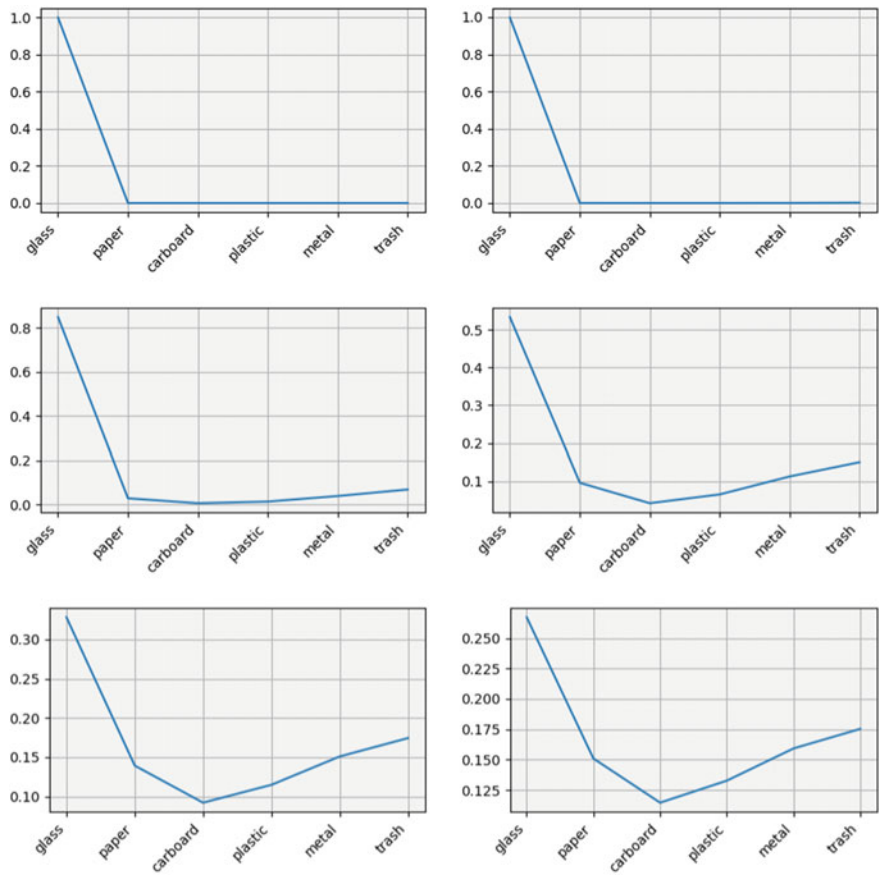 1.0
0.8
0.6
0.4
0.2
0.0
glass
paper
carboard
plastic
metal
trash
1.0
0.8
0.6
0.4
0.2
0.0
glass
paper
carboard
plastic
metal
trash
0.8
0.6
0.4
0.2
0.0
glass
paper
carboard
plastic
metal
trash
0.5
0.4
0.3
0.2
0.1
glass
paper
carboard
plastic
metal
trash
0.30
0.25
0.20
0.15
0.10
glass
paper
carboard
plastic
metal
trash
0.250
0.225
0.200
0.175
0.150
0.125
glass
paper
carboard
plastic
metal
trash